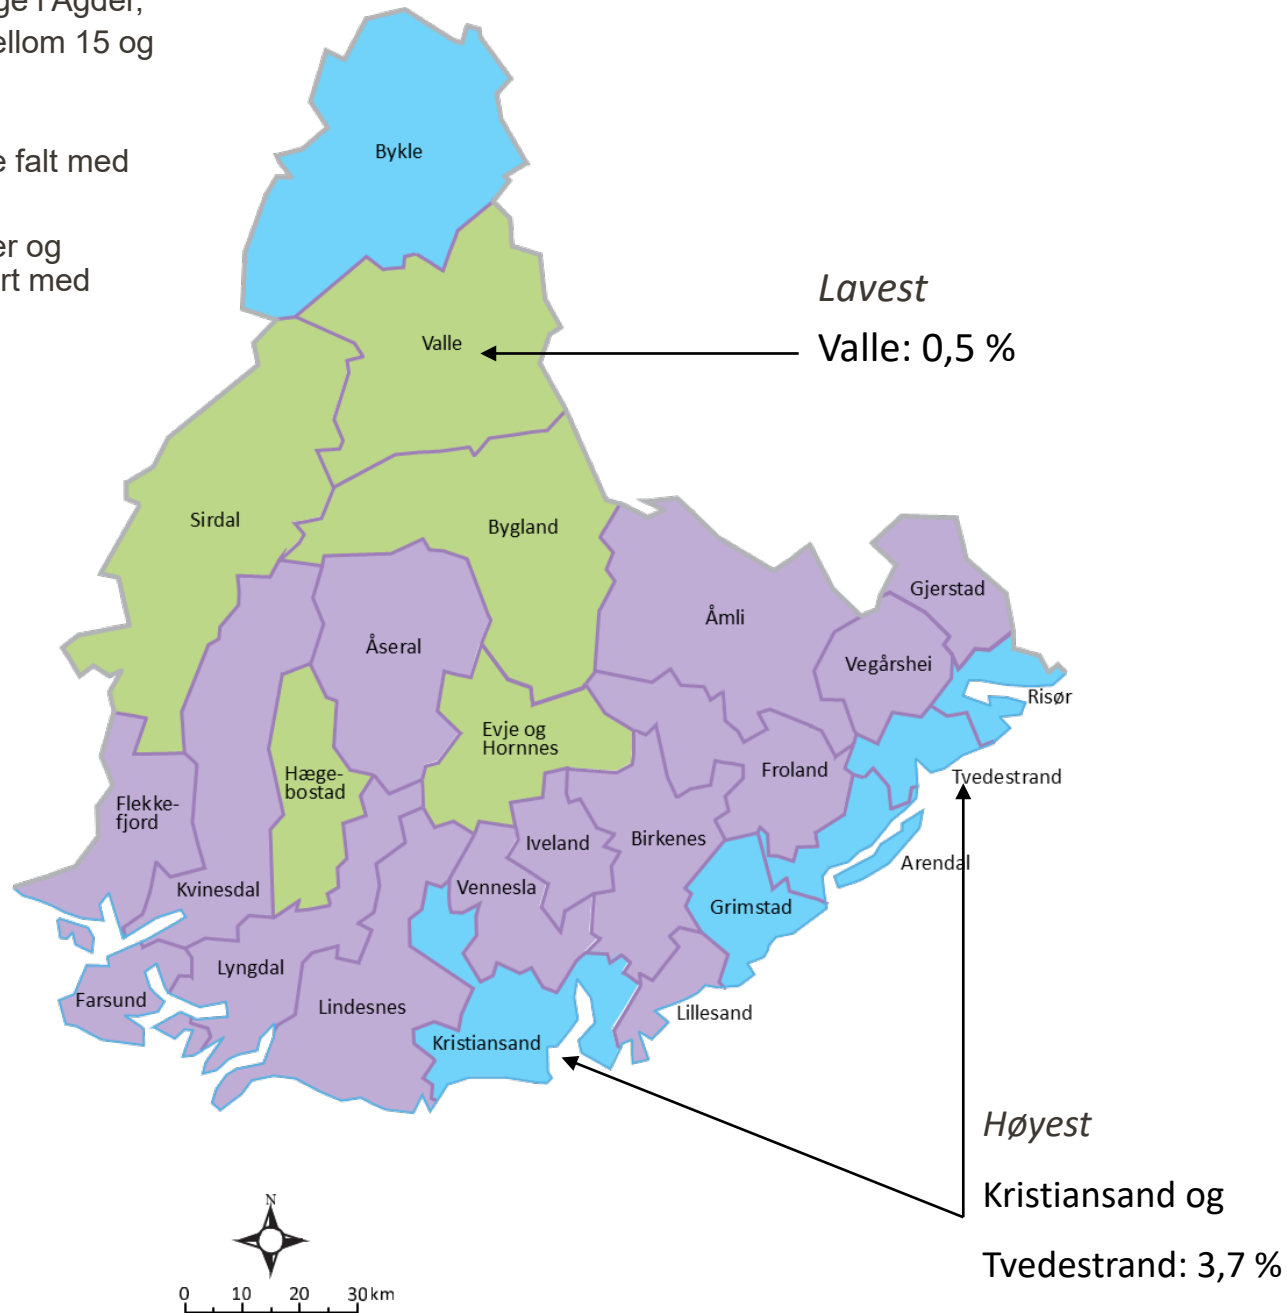 ge i Agder,
ellom 15 og
e falt med
er og
rt med
Bykle
Lavest
Valle: 0,5 %
Valle
Sirdal
Bygland
Gjerstad
Åmli
Åseral
Vegårshei
Risør
Evje og
Hornnes
Froland
Tvedestrand
Hæge-
bostad
Flekke-
fjord
Iveland
Birkenes
Arendal
Kvinesdal
Vennesla
Grimstad
Lyngdal
Farsund
Lindesnes
Lillesand
Kristiansand
Høyest
Kristiansand og
Tvedestrand: 3,7 %
N
0 10 20 30 km